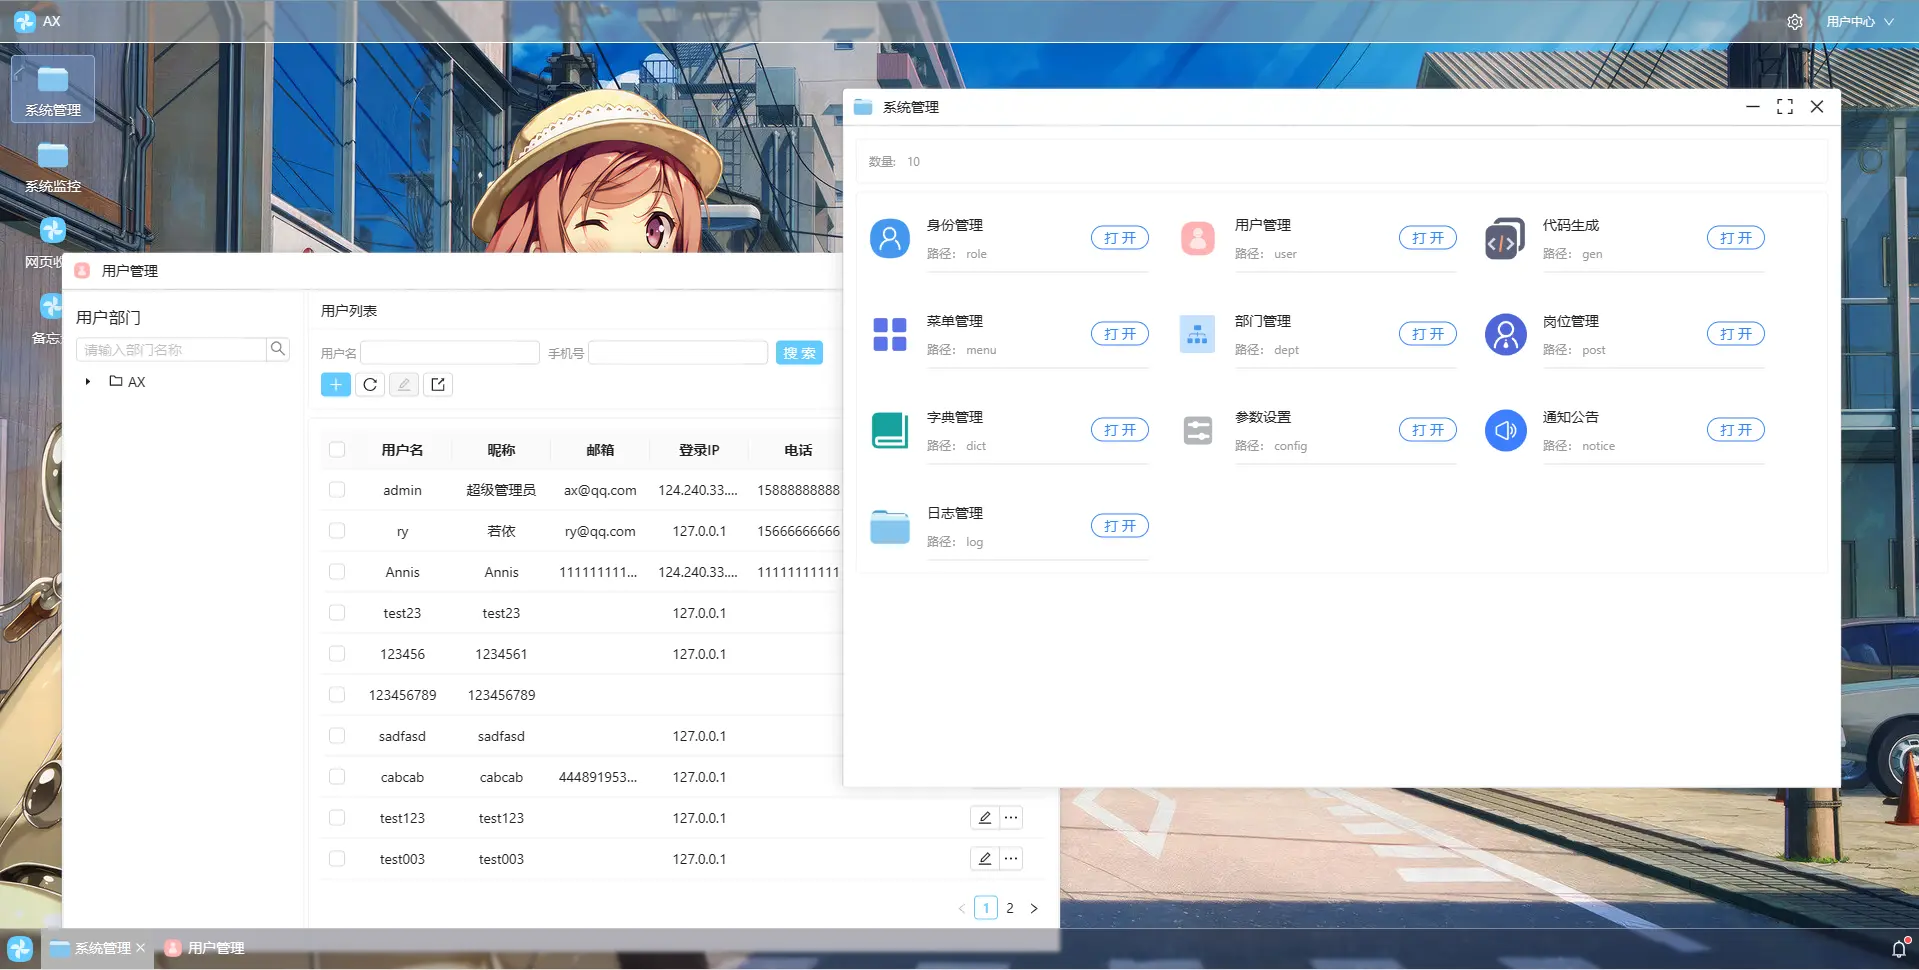 AX
用户中心
系统管理
系统监控
网页收
备忘
用户管理
用户部门
请输入部门名称
AX
用户列表
用户名 手机号 搜 索
用户名 昵称 邮箱 登录IP 电话
admin 超级管理员 ax@qq.com 124.240.33.... 15888888888
ry 若依 ry@qq.com 127.0.0.1 15666666666
Annis Annis 111111111... 124.240.33.... 11111111111
test23 test23 127.0.0.1
123456 1234561 127.0.0.1
123456789 123456789
sadfasd sadfasd 127.0.0.1
cabcab cabcab 444891953... 127.0.0.1
test123 test123 127.0.0.1
test003 test003 127.0.0.1
1 2
系统管理
数量: 10
身份管理 打 开 用户管理 打 开 代码生成 打 开
路径: role 路径: user 路径: gen
菜单管理 打 开 部门管理 打 开 岗位管理 打 开
路径: menu 路径: dept 路径: post
字典管理 打 开 参数设置 打 开 通知公告 打 开
路径: dict 路径: config 路径: notice
日志管理 打 开
路径: log
系统管理 用户管理